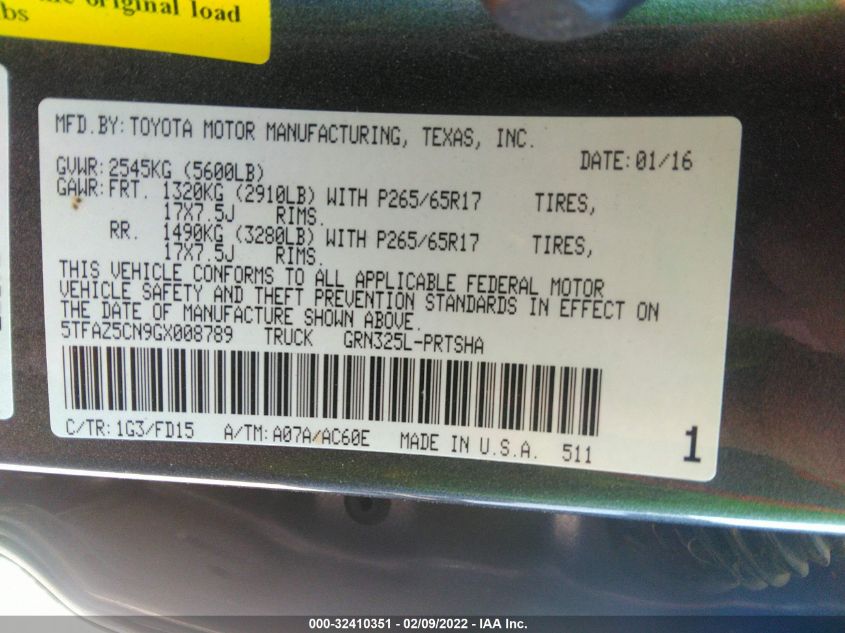 original load
lbs
MFD.BY:TOYOTA MOTOR MANUFACTURING, TEXAS, INC.
DATE:01/16
GVWR:2545KG (5600LB)
GAWR:FRT. 1320KG (2910LB) WITH P265/65R17 TIRES,
17X7.5J RIMS.
RR. 1490KG (3280LB) WITH P265/65R17 TIRES,
17X7.5J RIMS.
THIS VEHICLE CONFORMS TO ALL APPLICABLE FEDERAL MOTOR
VEHICLE SAFETY AND THEFT PREVENTION STANDARDS IN EFFECT ON
THE DATE OF MANUFACTURE SHOWN ABOVE.
5TFAZ5CN9GX008789 TRUCK GRN325L-PRTSHA
C/TR:1G3/FD15 A/TM:A07A/AC60E MADE IN U.S.A. 511
1
000-32410351 - 02/09/2022 - IAA Inc.